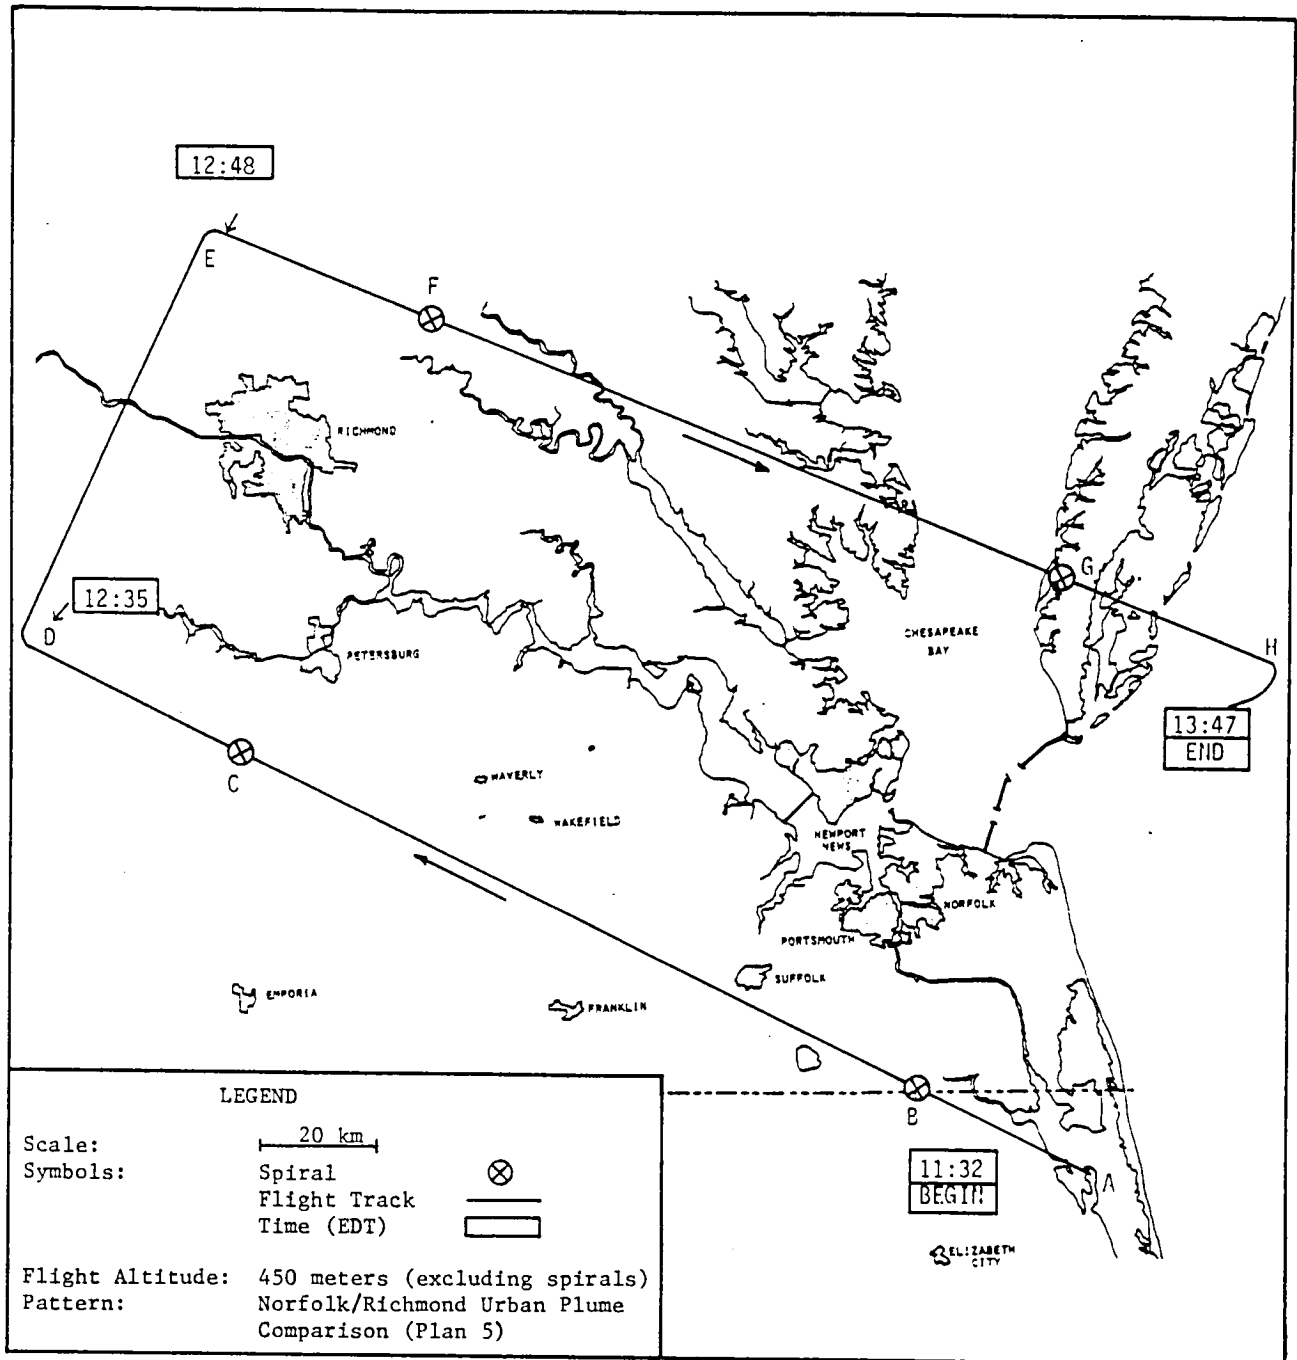 12:48
E
F
RICHMOND
G
12:35
D
PETERSBURG
CHESAPEAKE
BAY
H
13:47
END
C
WAVERLY
WAKEFIELD
NEWPORT
NEWS
NORFOLK
PORTSMOUTH
SUFFOLK
EMPORIA
FRANKLIN
B
11:32
BEGIN
A
ELIZABETH
CITY
LEGEND
Scale: 20 km
Symbols: Spiral
Flight Track
Time (EDT)
Flight Altitude: 450 meters (excluding spirals)
Pattern: Norfolk/Richmond Urban Plume
Comparison (Plan 5)